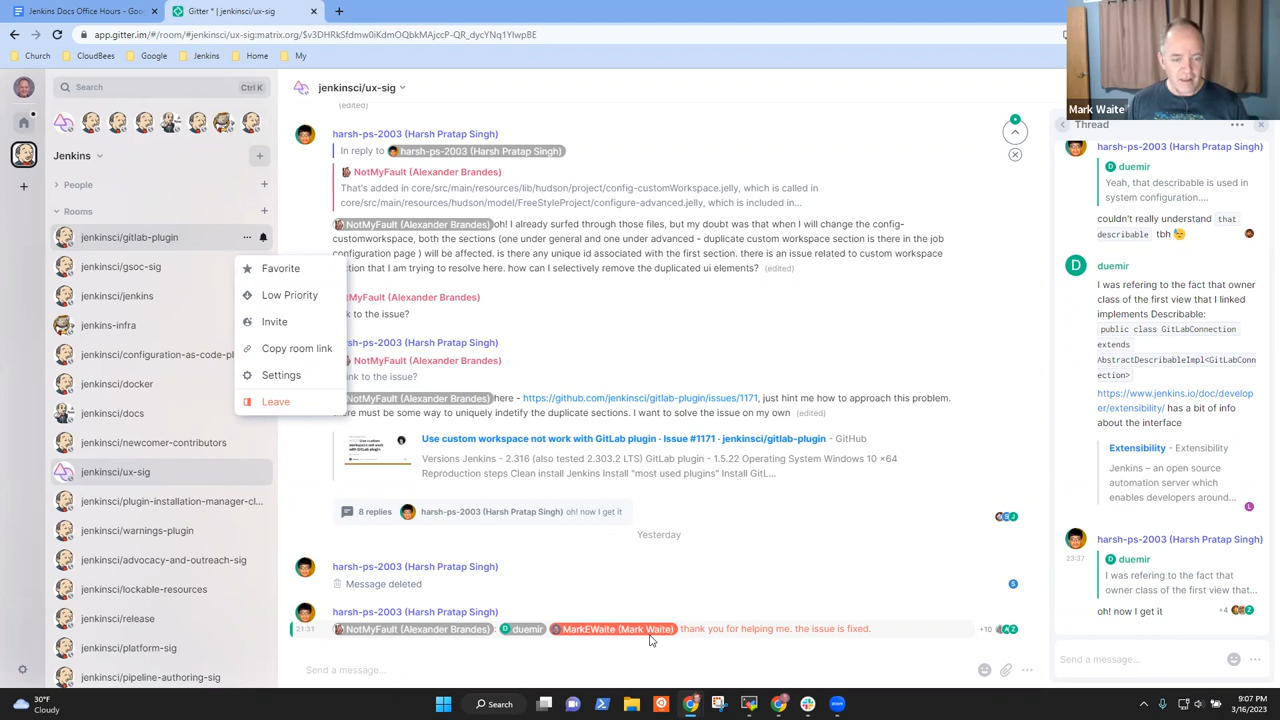 Jenkins Docs Office Hours - Goo
Gitter * | jenkinsci/ux-sig
app.gitter.im/#/room/#jenkinsci/ux-sig:matrix.org/$v3DHRkSfdmw0iKdmOQbkMAjccP-QR_dycYNq1YlwpBE
Church
CloudBees
Google
Jenkins
Home
My
Mark Waite
Search
Ctrl K
Jenkins
People
Rooms
jenkinsci/gitlab-plugin
jenkinsci/gsoc-sig
jenkinsci/jenkins
jenkins-infra
jenkinsci/configuration-as-code-pl
jenkinsci/docker
jenkinsci/docs
jenkinsci/newcomer-contributors
jenkinsci/ux-sig
jenkinsci/plugin-installation-manager-cl...
jenkinsci/warnings-plugin
jenkinsci/advocacy-and-outreach-sig
jenkinsci/lockable-resources
jenkinsci/release
jenkinsci/platform-sig
jenkinsci/pipeline-authoring-sig
Favorite
Low Priority
Invite
Copy room link
Settings
Leave
jenkinsci/ux-sig
(edited)
harsh-ps-2003 (Harsh Pratap Singh)
In reply to harsh-ps-2003 (Harsh Pratap Singh)
NotMyFault (Alexander Brandes)
That's added in core/src/main/resources/lib/hudson/project/config-customWorkspace.jelly, which is called in
core/src/main/resources/hudson/model/FreeStyleProject/configure-advanced.jelly, which is included in...
NotMyFault (Alexander Brandes) oh! I already surfed through those files, but my doubt was that when I will change the config-
customworkspace, both the sections (one under general and one under advanced - duplicate custom workspace section is there in the job
configuration page ) will be affected. is there any unique id associated with the first section. there is an issue related to custom workspace
ction that I am trying to resolve here. how can I selectively remove the duplicated ui elements? (edited)
MyFault (Alexander Brandes)
k to the issue?
sh-ps-2003 (Harsh Pratap Singh)
NotMyFault (Alexander Brandes)
ink to the issue?
NotMyFault (Alexander Brandes) here - https://github.com/jenkinsci/gitlab-plugin/issues/1171, just hint me how to approach this problem.
ere must be some way to uniquely indetify the duplicate sections. I want to solve the issue on my own (edited)
Use custom workspace not work with GitLab plugin · Issue #1171 · jenkinsci/gitlab-plugin - GitHub
Versions Jenkins - 2.316 (also tested 2.303.2 LTS) GitLab plugin - 1.5.22 Operating System Windows 10 ×64
Reproduction steps Clean install Jenkins Install "most used plugins" Install GitL...
8 replies harsh-ps-2003 (Harsh Pratap Singh) oh! now I get it
Yesterday
harsh-ps-2003 (Harsh Pratap Singh)
Message deleted
S
harsh-ps-2003 (Harsh Pratap Singh)
21:31 NotMyFault (Alexander Brandes) : D duemir MarkEWaite (Mark Waite) thank you for helping me. the issue is fixed. +10
Send a message...
Thread
harsh-ps-2003 (Harsh Pratap Singh)
D duemir
Yeah, that describable is used in
system configuration....
couldn't really understand that
describable tbh
D duemir
I was refering to the fact that owner
class of the first view that I linked
implements Describable:
public class GitLabConnection
extends
AbstractDescribableImpl<GitLabConn
ection>
https://www.jenkins.io/doc/develop
er/extensibility/ has a bit of info
about the interface
Extensibility - Extensibility
Jenkins – an open source
automation server which
enables developers around...
L
harsh-ps-2003 (Harsh Pratap Singh)
23:37
D duemir
I was refering to the fact that
owner class of the first view that...
oh! now I get it +4
Send a message...
30°F
Cloudy
Search
9:07 PM
3/16/2023